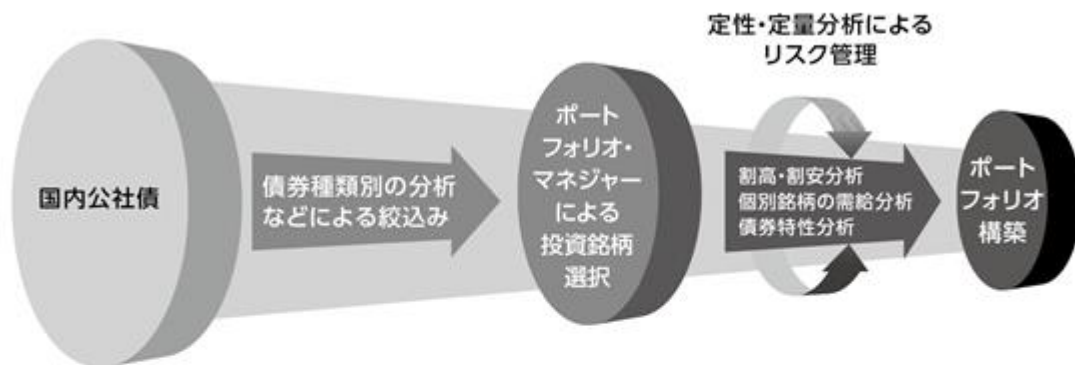 国内公社債
債券種類別の分析
などによる絞込み
ポート
フォリオ・
マネジャー
による
投資銘柄
選択
定性・定量分析による
リスク管理
割高・割安分析
個別銘柄の需給分析
債券特性分析
ポート
フォリオ
構築